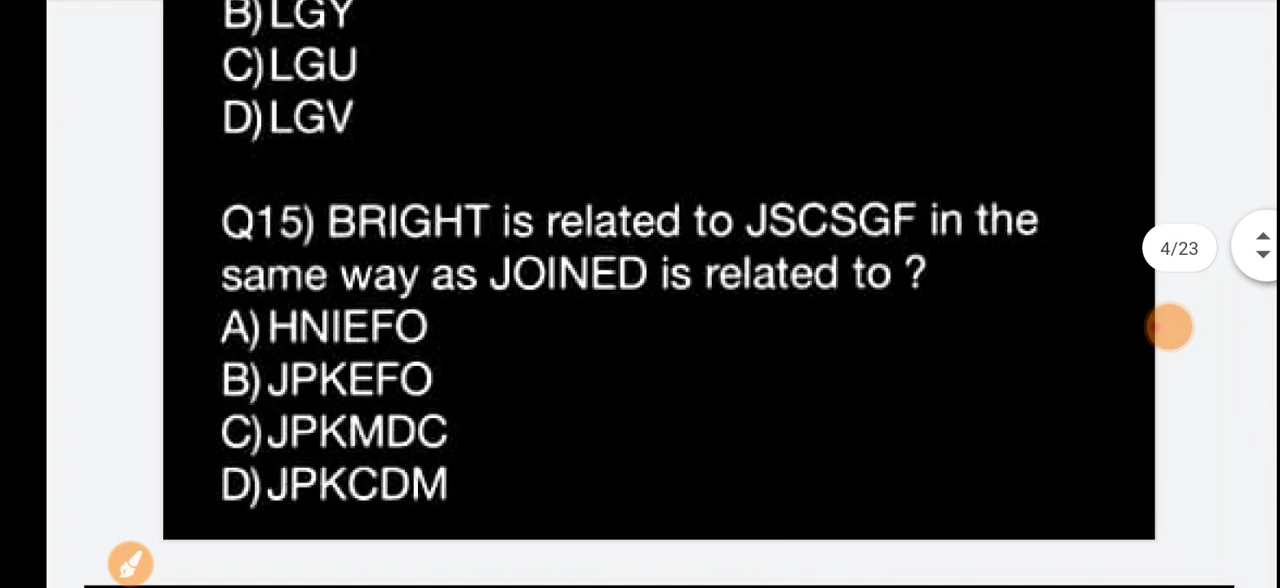 B) LGY
C) LGU
D) LGV
Q15) BRIGHT is related to JSCSGF in the
same way as JOINED is related to ?
A) HNIEFO
B) JPKEFO
C) JPKMDC
D) JPKCDM
4/23